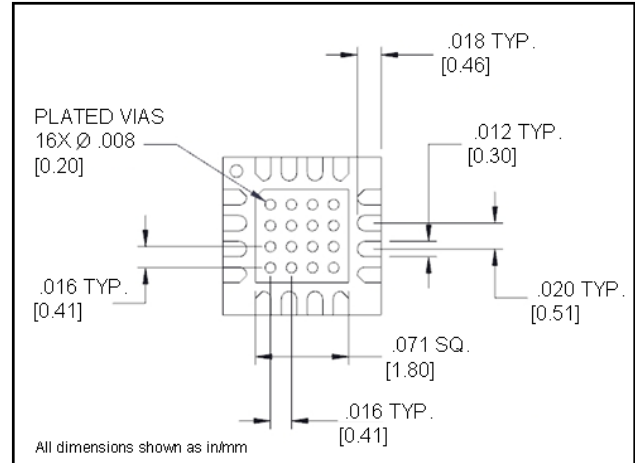 .018 TYP.
[0.46]
PLATED VIAS
16X Ø .008
[0.20]
.012 TYP.
[0.30]
.016 TYP.
[0.41]
.020 TYP.
[0.51]
.071 SQ.
[1.80]
.016 TYP.
[0.41]
All dimensions shown as in/mm